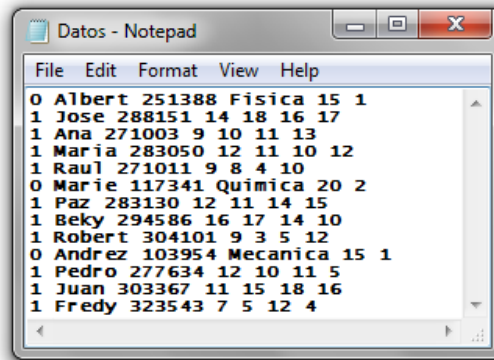 Datos - Notepad
File Edit Format View Help
0 Albert 251388 Fisica 15 1
1 Jose 288151 14 18 16 17
1 Ana 271003 9 10 11 13
1 Maria 283050 12 11 10 12
1 Raul 271011 9 8 4 10
0 Marie 117341 Quimica 20 2
1 Paz 283130 12 11 14 15
1 Beky 294586 16 17 14 10
1 Robert 304101 9 3 5 12
0 Andrez 103954 Mecanica 15 1
1 Pedro 277634 12 10 11 5
1 Juan 303367 11 15 18 16
1 Fredy 323543 7 5 12 4